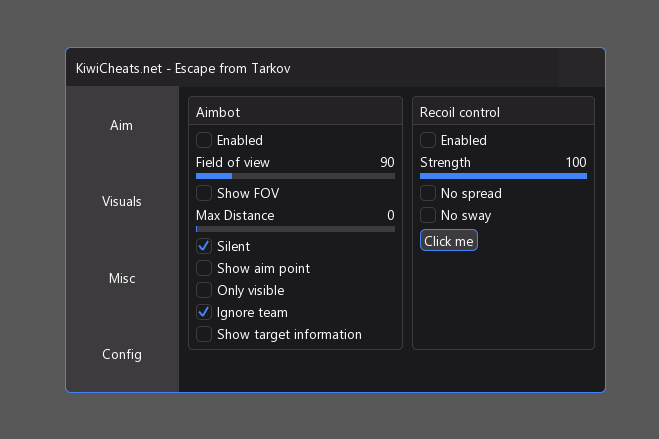 KiwiCheats.net - Escape from Tarkov
Aim
Visuals
Misc
Config
Aimbot
Enabled
Field of view 90
Show FOV
Max Distance 0
Silent
Show aim point
Only visible
Ignore team
Show target information
Recoil control
Enabled
Strength 100
No spread
No sway
Click me